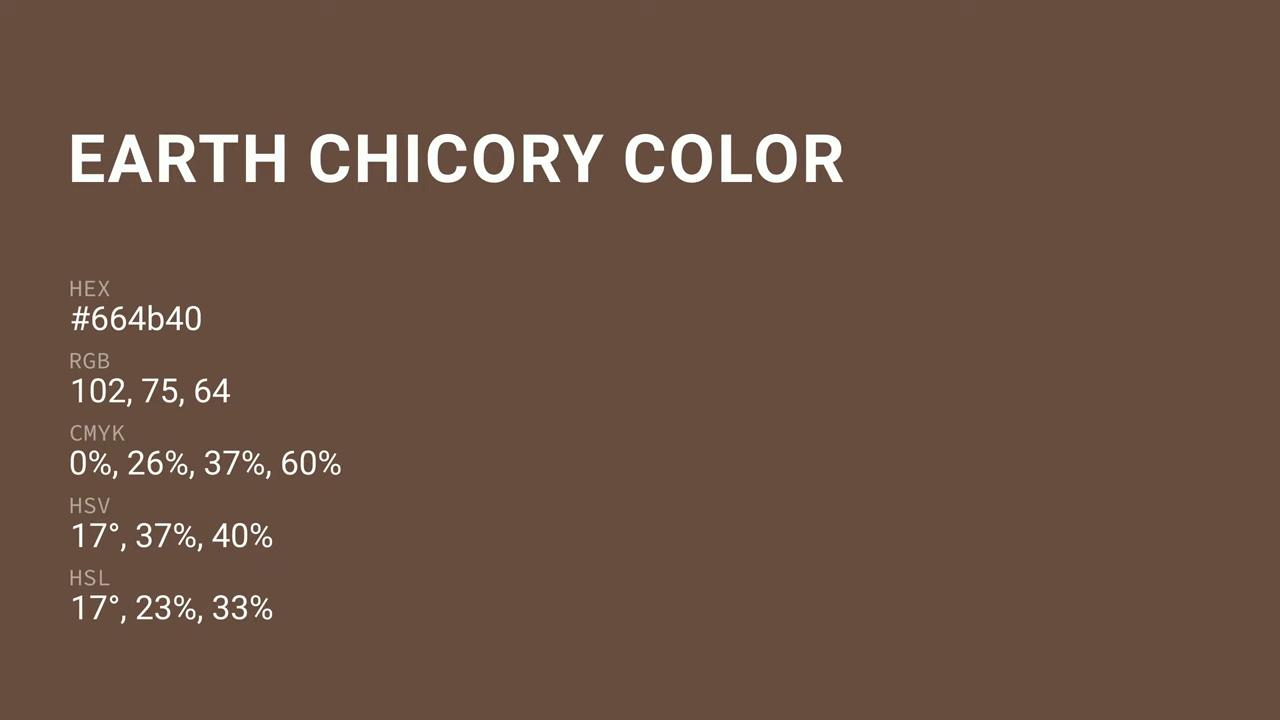 EARTH CHICORY COLOR
HEX
#664b40
RGB
102, 75, 64
CMYK
0%, 26%, 37%, 60%
HSV
17°, 37%, 40%
HSL
17°, 23%, 33%